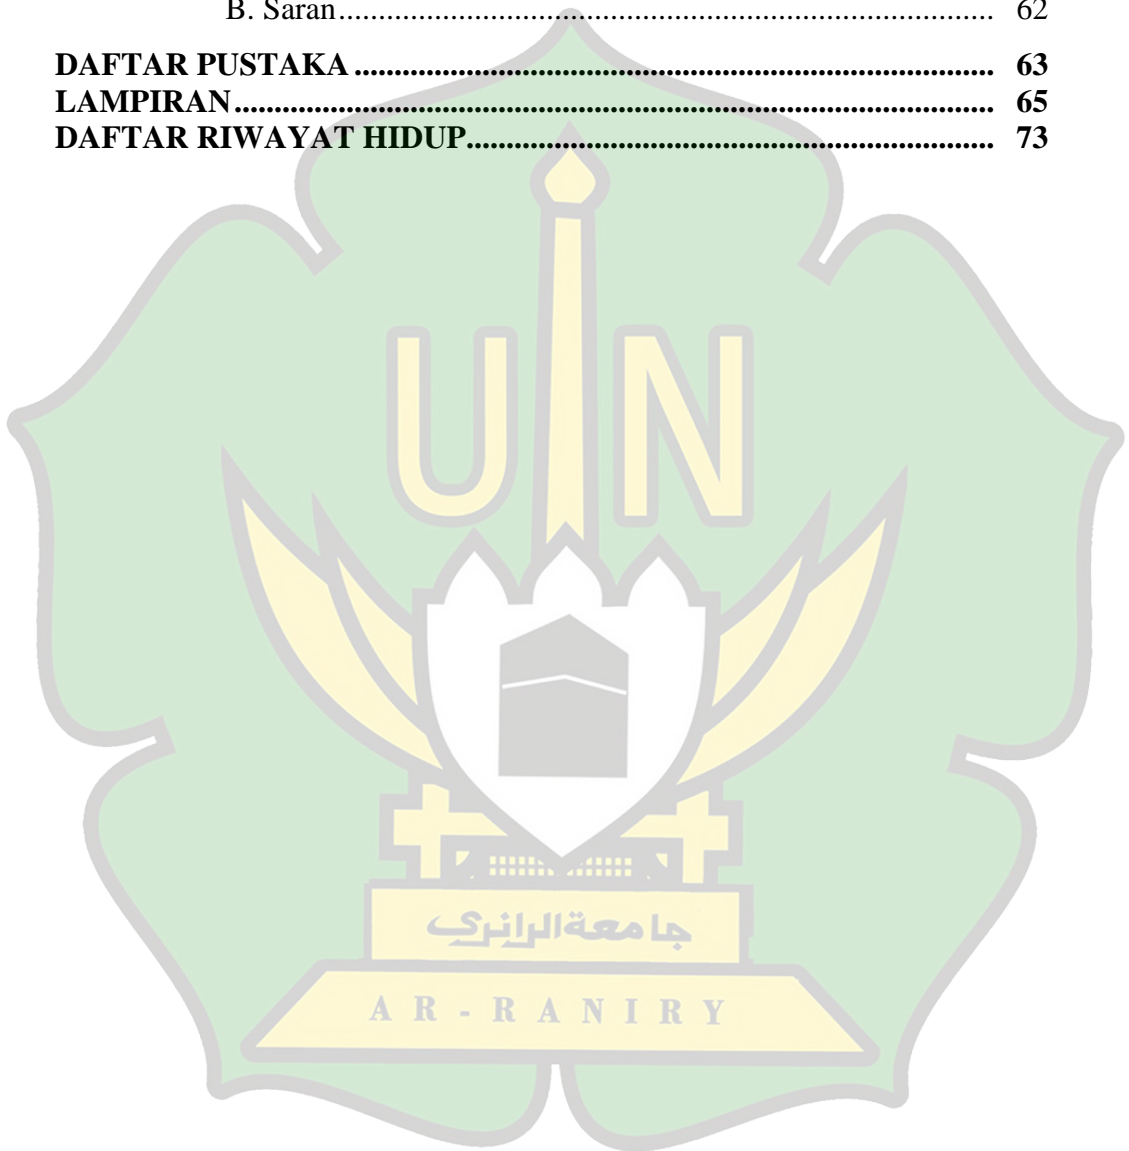 B. Saran.................................................................................. 62
DAFTAR PUSTAKA ................................................................................ 63
LAMPIRAN............................................................................................... 65
DAFTAR RIWAYAT HIDUP.................................................................. 73
UIN
جامعة الرانري
AR-RANIRY